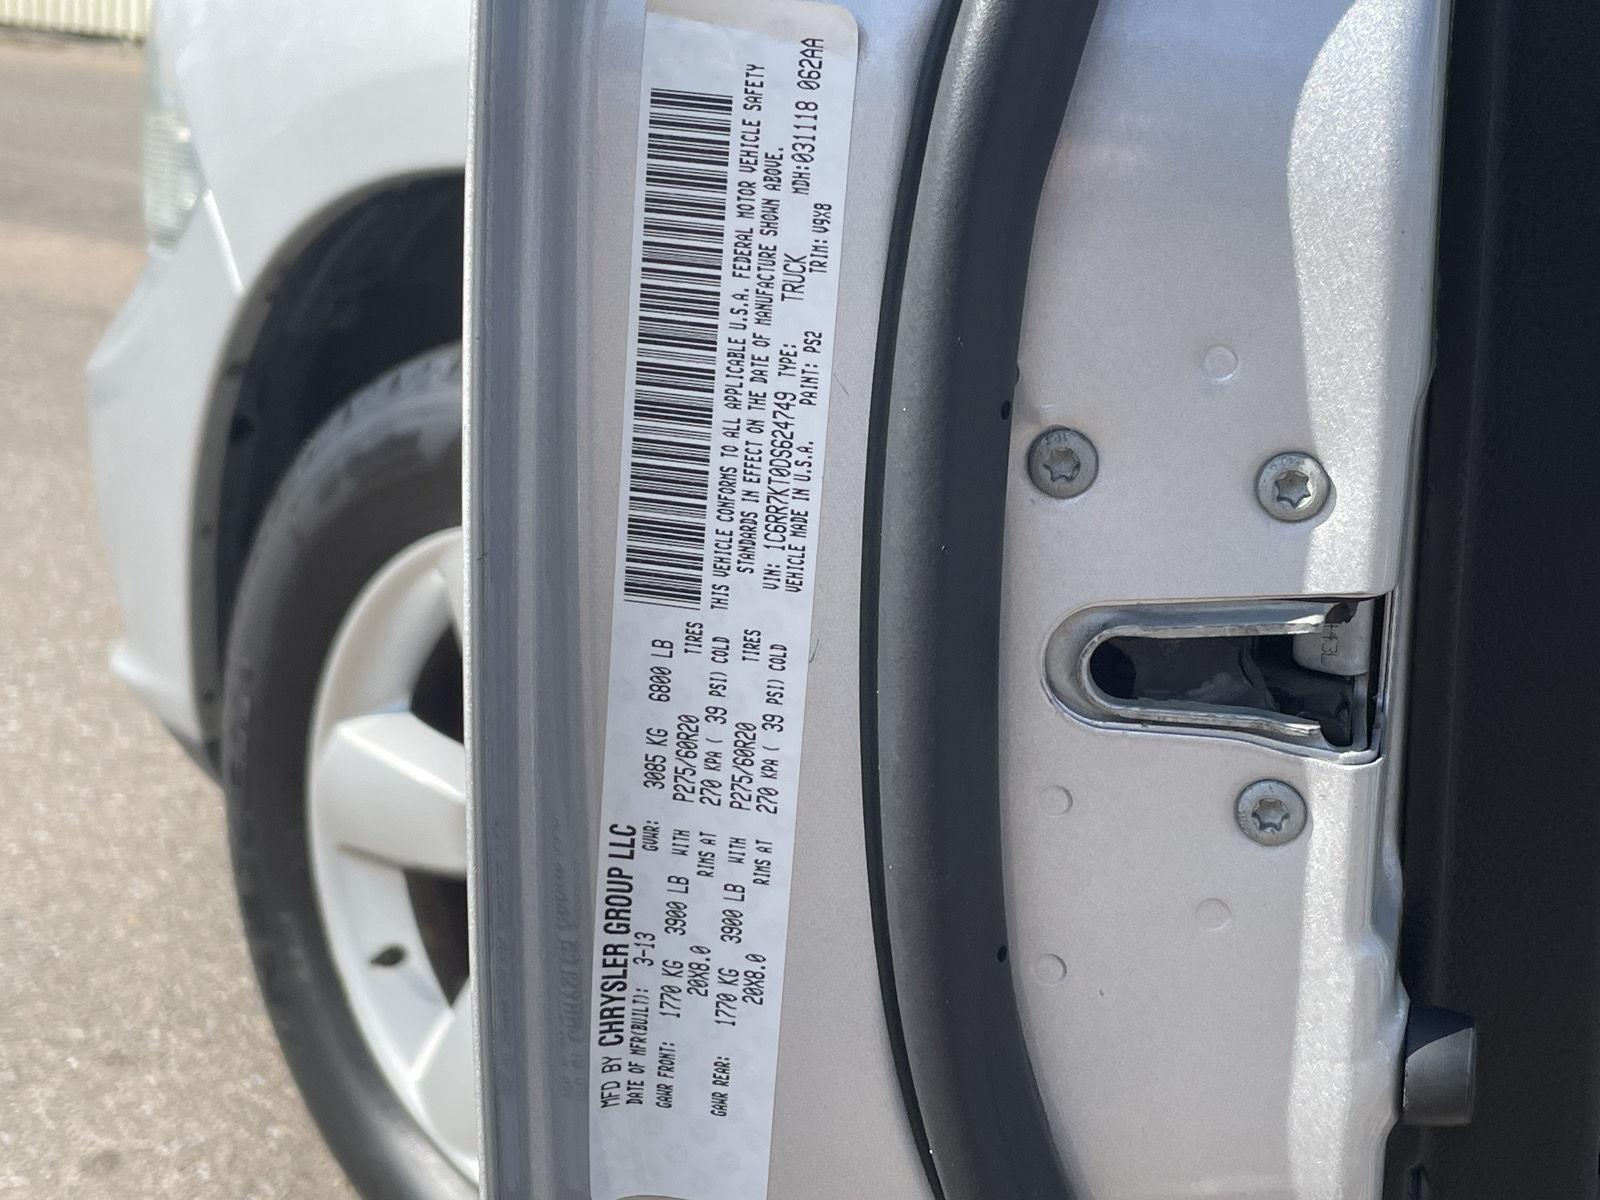 MFD BY CHRYSLER GROUP LLC
DATE OF MFR(BUILT): 3-13 GVWR: 3085 KG 6800 LB
GAWR FRONT: 1770 KG 3900 LB WITH P275/60R20 TIRES
20X8.0 RIMS AT 270 KPA ( 39 PSI) COLD
GAWR REAR: 1770 KG 3900 LB WITH P275/60R20 TIRES
20X8.0 RIMS AT 270 KPA ( 39 PSI) COLD
THIS VEHICLE CONFORMS TO ALL APPLICABLE U.S.A. FEDERAL MOTOR VEHICLE SAFETY
STANDARDS IN EFFECT ON THE DATE OF MANUFACTURE SHOWN ABOVE.
VIN: 1C6RR7KT0DS624749 TYPE: TRUCK MDH:031118 062AA
VEHICLE MADE IN U.S.A. PAINT: PS2 TRIM: V9X8